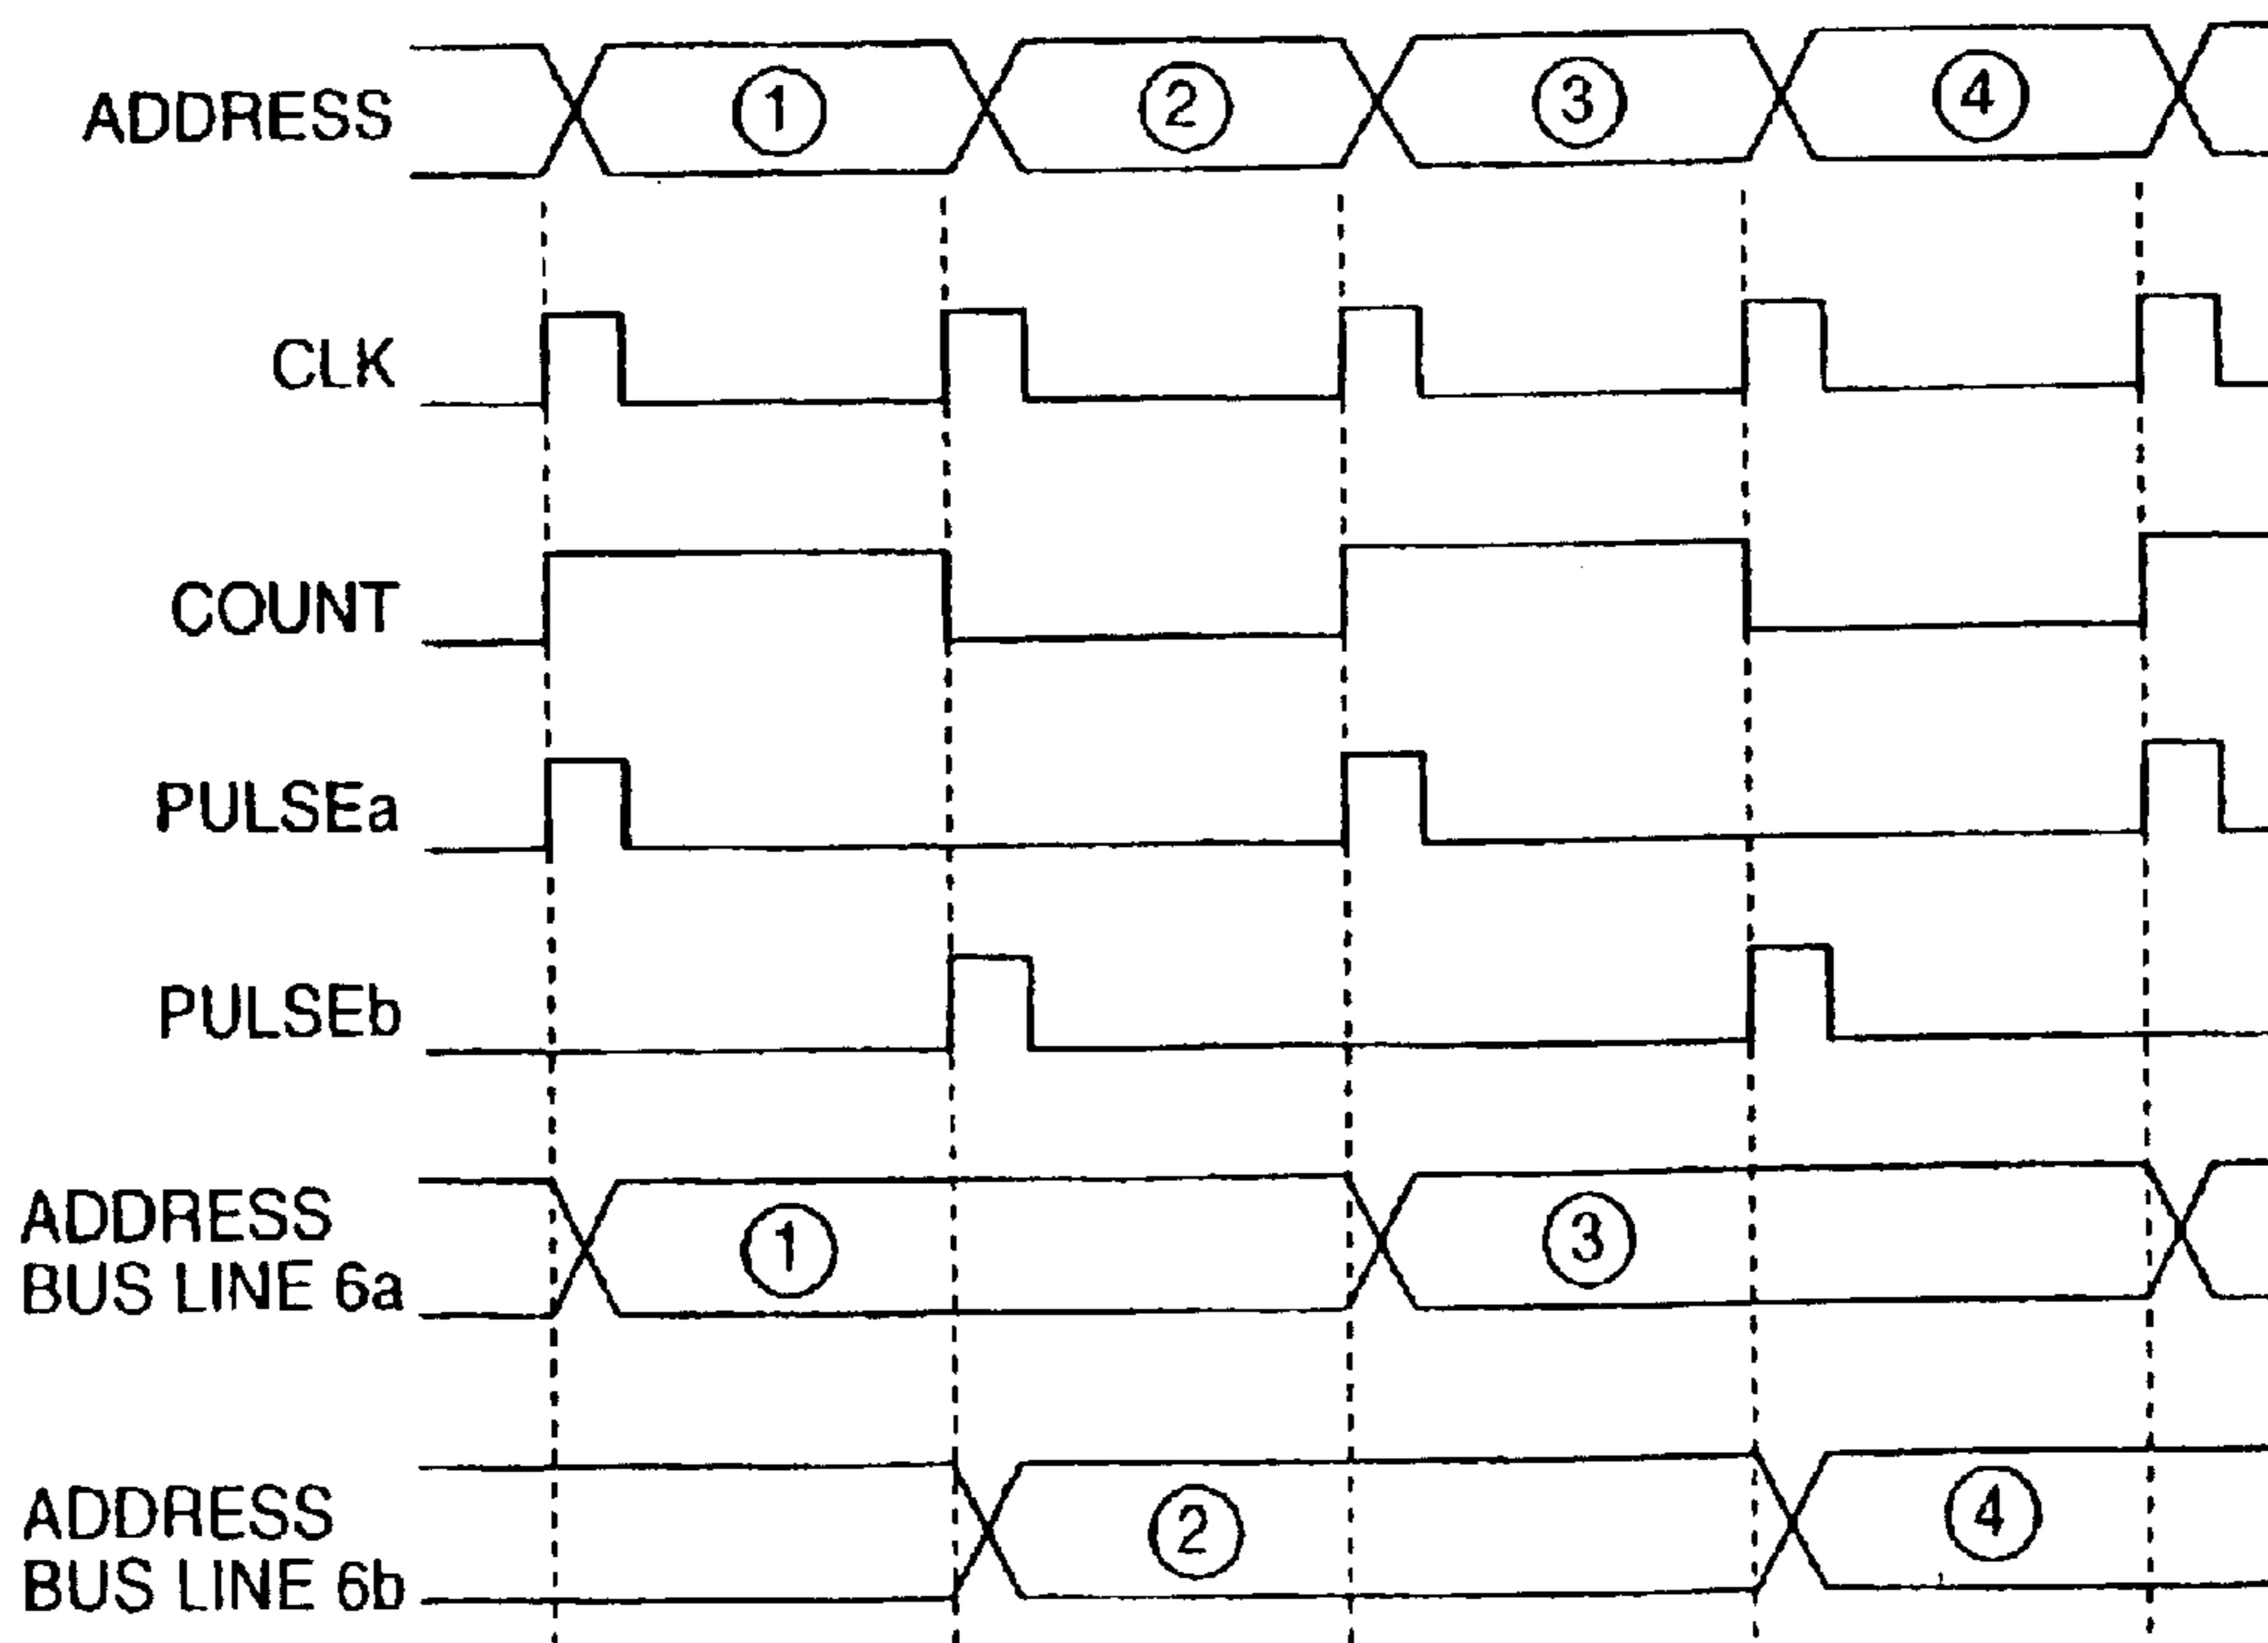 ADDRESS ① ② ③ ④
CLK
COUNT
PULSEa
PULSEb
ADDRESS
BUS LINE 6a ① ③
ADDRESS
BUS LINE 6b ② ④